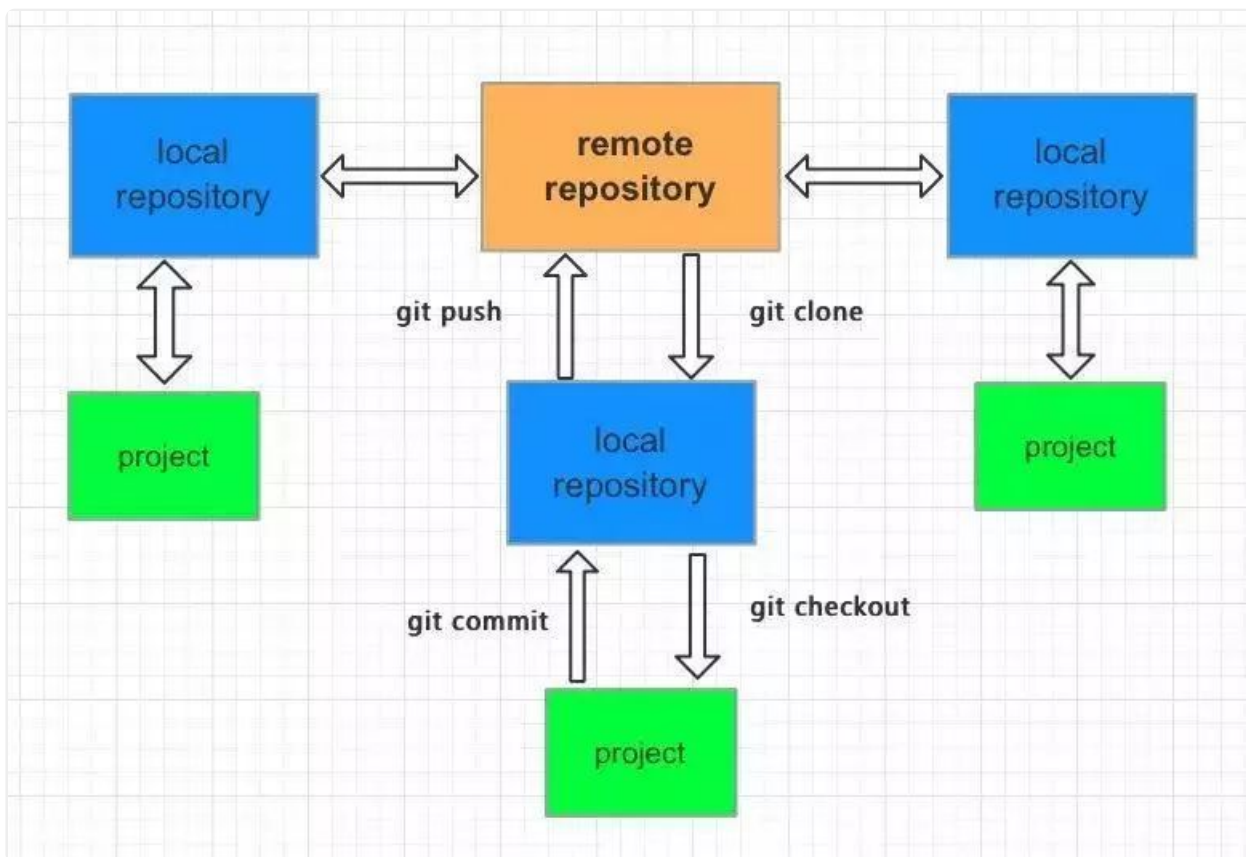 local
repository
remote
repository
local
repository
git push
git clone
local
repository
project
project
git commit
git checkout
project